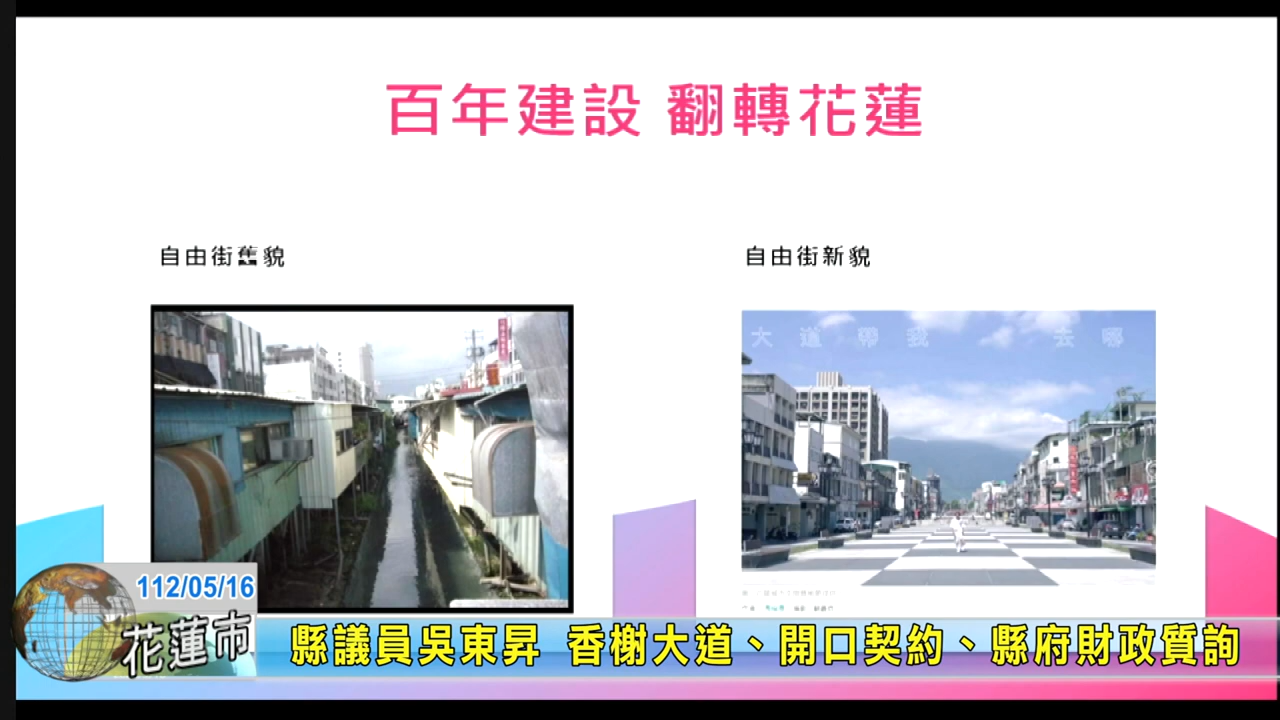 百年建設 翻轉花蓮
自由街舊貌
自由街新貌
大道帶我 去哪
112/05/16
花蓮市
縣議員吳東昇 香榭大道、開口契約、縣府財政質詢